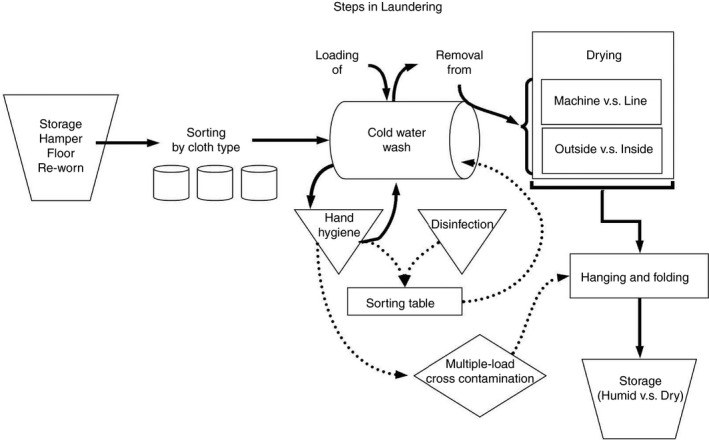 Steps in Laundering
Loading
of
Removal
from
Drying
Machine v.s. Line
Outside v.s. Inside
Storage
Hamper
Floor
Re-worn
Sorting
by cloth type
Cold water
wash
Hand
hygiene
Disinfection
Sorting table
Hanging and folding
Multiple-load
cross contamination
Storage
(Humid v.s. Dry)